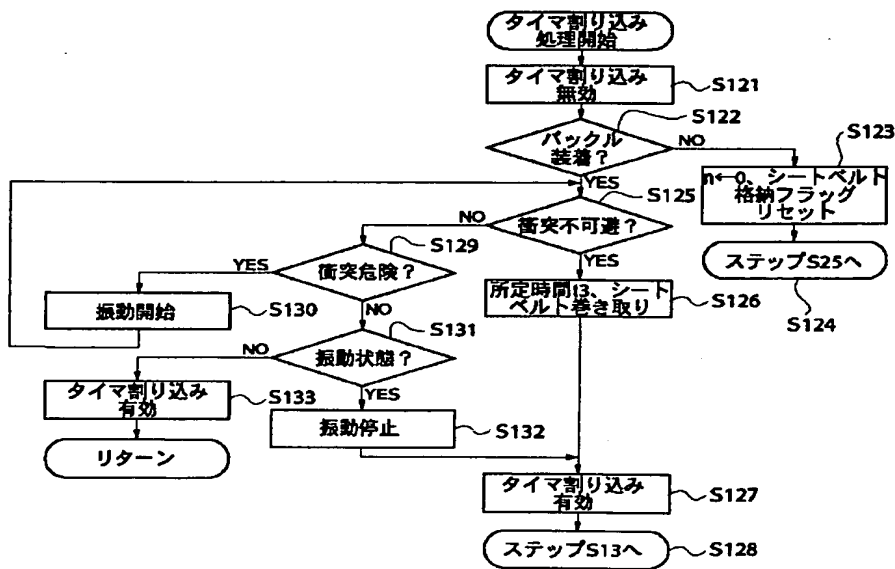 タイマ割り込み
処理開始
タイマ割り込み
無効
S121
バックル
装着?
S122
NO
YES
n←0、シートベルト
格納フラッグ
リセット
S123
ステップS25へ
S124
衝突不可避?
S125
NO
YES
所定時間t3、シート
ベルト巻き取り
S126
衝突危険?
S129
YES
NO
振動開始
S130
振動状態?
S131
NO
YES
タイマ割り込み
有効
S133
リターン
振動停止
S132
タイマ割り込み
有効
S127
ステップS13へ
S128